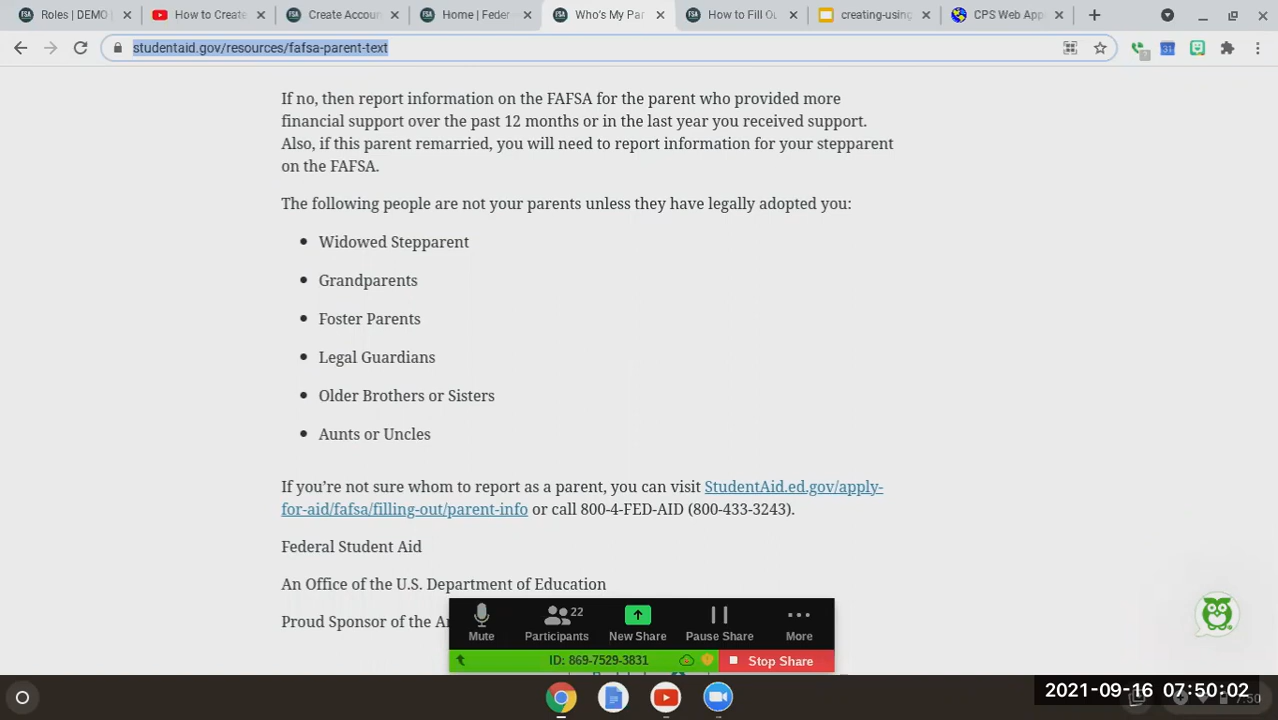 Roles | DEMO
How to Create
Create Accoun
Home | Feder
Who's My Par
How to Fill Ou
creating-using
CPS Web App
studentaid.gov/resources/fafsa-parent-text
If no, then report information on the FAFSA for the parent who provided more
financial support over the past 12 months or in the last year you received support.
Also, if this parent remarried, you will need to report information for your stepparent
on the FAFSA.
The following people are not your parents unless they have legally adopted you:
• Widowed Stepparent
• Grandparents
• Foster Parents
• Legal Guardians
• Older Brothers or Sisters
• Aunts or Uncles
If you're not sure whom to report as a parent, you can visit StudentAid.ed.gov/apply-
for-aid/fafsa/filling-out/parent-info or call 800-4-FED-AID (800-433-3243).
Federal Student Aid
An Office of the U.S. Department of Education
Proud Sponsor of the
22
Mute Participants New Share Pause Share More
ID: 869-7529-3831 Stop Share
2021-09-16 07:50:02
7:50